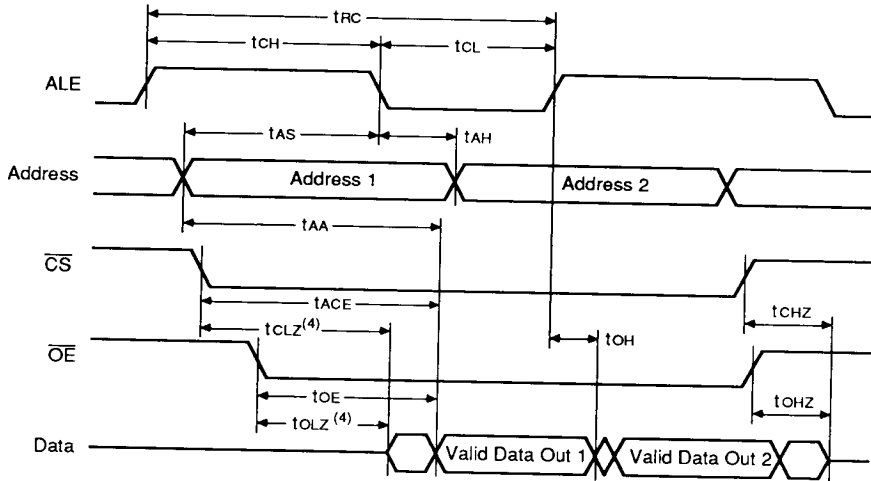 tRC
tCH tCL
ALE
tAS tAH
Address Address 1 Address 2
tAA
CS
tACE
tCLZ(4) tCHZ
tOH
OE
tOE
tOHZ
tOLZ (4)
Data Valid Data Out 1 Valid Data Out 2